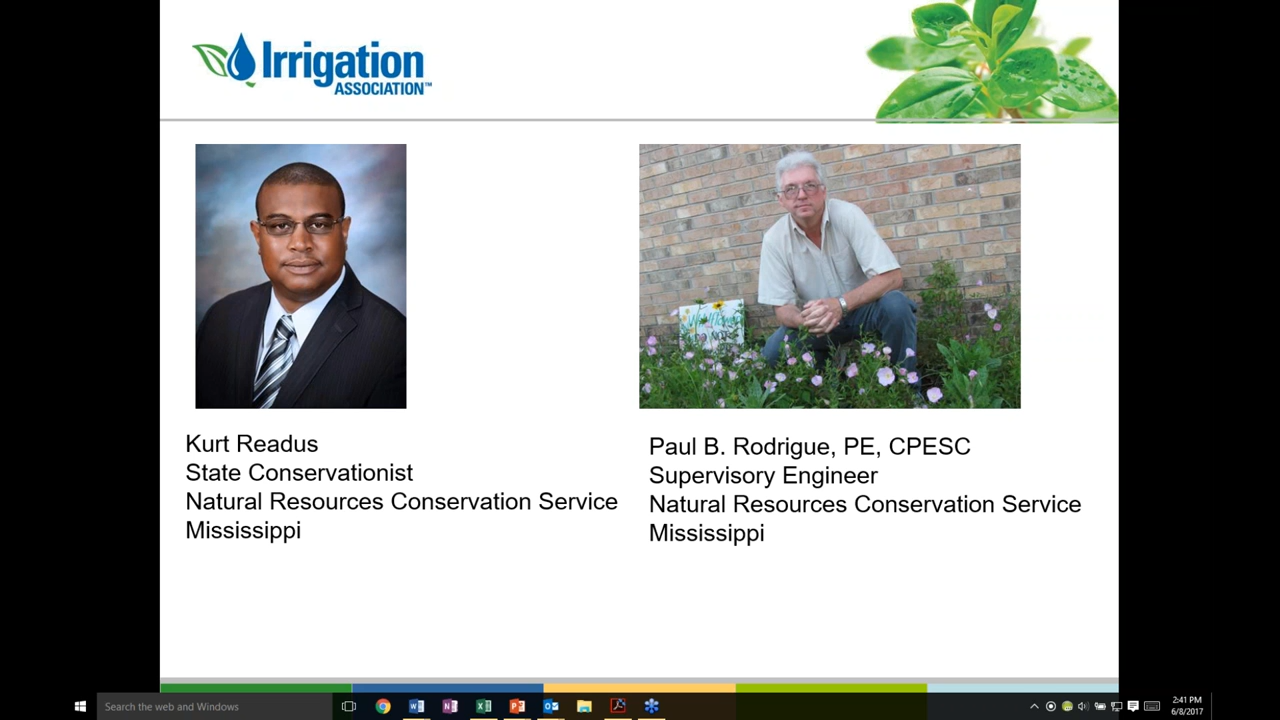 Irrigation
ASSOCIATION™
Kurt Readus
State Conservationist
Natural Resources Conservation Service
Mississippi
Paul B. Rodrigue, PE, CPESC
Supervisory Engineer
Natural Resources Conservation Service
Mississippi
Search the web and Windows
2:41 PM
6/8/2017